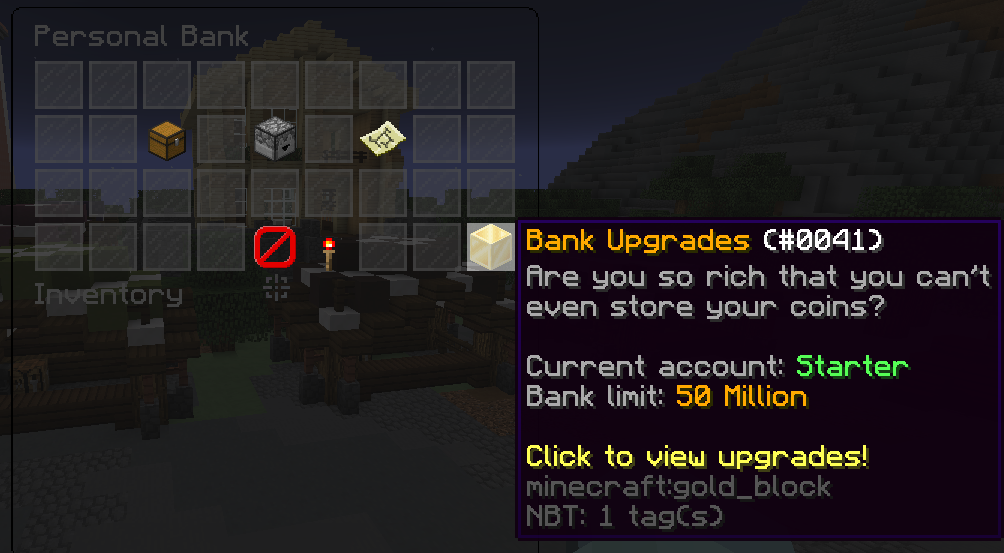 Personal Bank
Inventory
Bank Upgrades (#0041)
Are you so rich that you can't
even store your coins?
Current account: Starter
Bank limit: 50 Million
Click to view upgrades!
minecraft:gold_block
NBT: 1 tag(s)